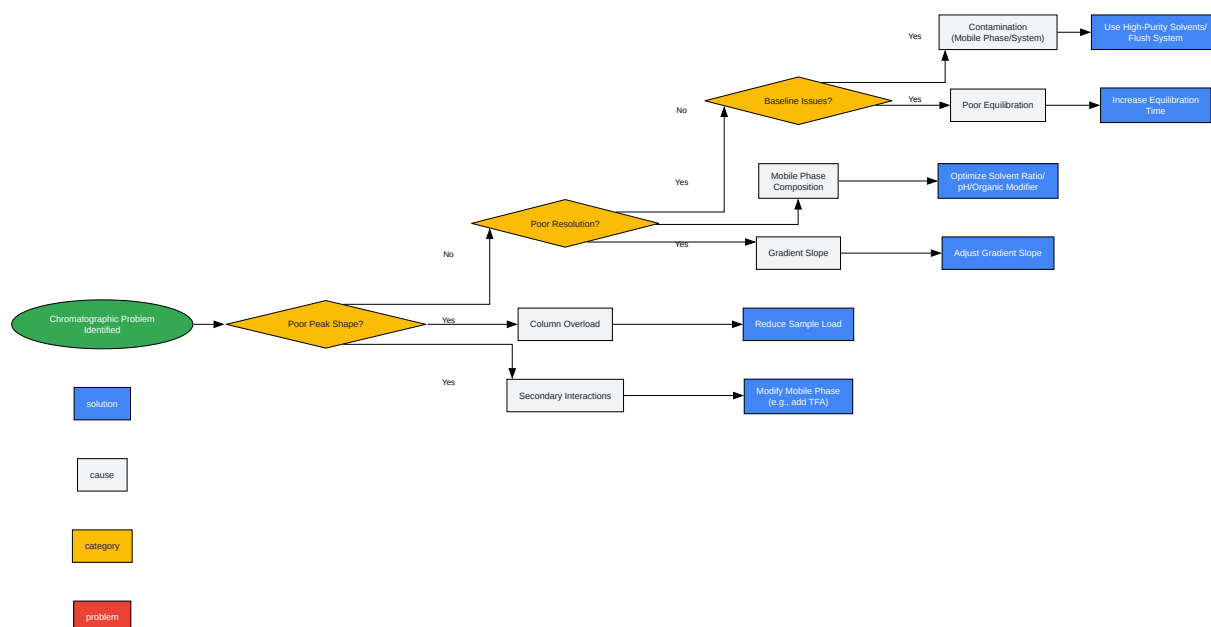 Contamination
(Mobile Phase/System)
Use High-Purity Solvents/
Flush System
Yes
Baseline Issues?
Yes
Poor Equilibration
Increase Equilibration
Time
No
Mobile Phase
Composition
Optimize Solvent Ratio/
pH/Organic Modifier
Yes
Poor Resolution?
Yes
Gradient Slope
Adjust Gradient Slope
No
Chromatographic Problem
Identified
Poor Peak Shape?
Yes
Column Overload
Reduce Sample Load
Yes
Secondary Interactions
Modify Mobile Phase
(e.g., add TFA)
solution
cause
category
problem